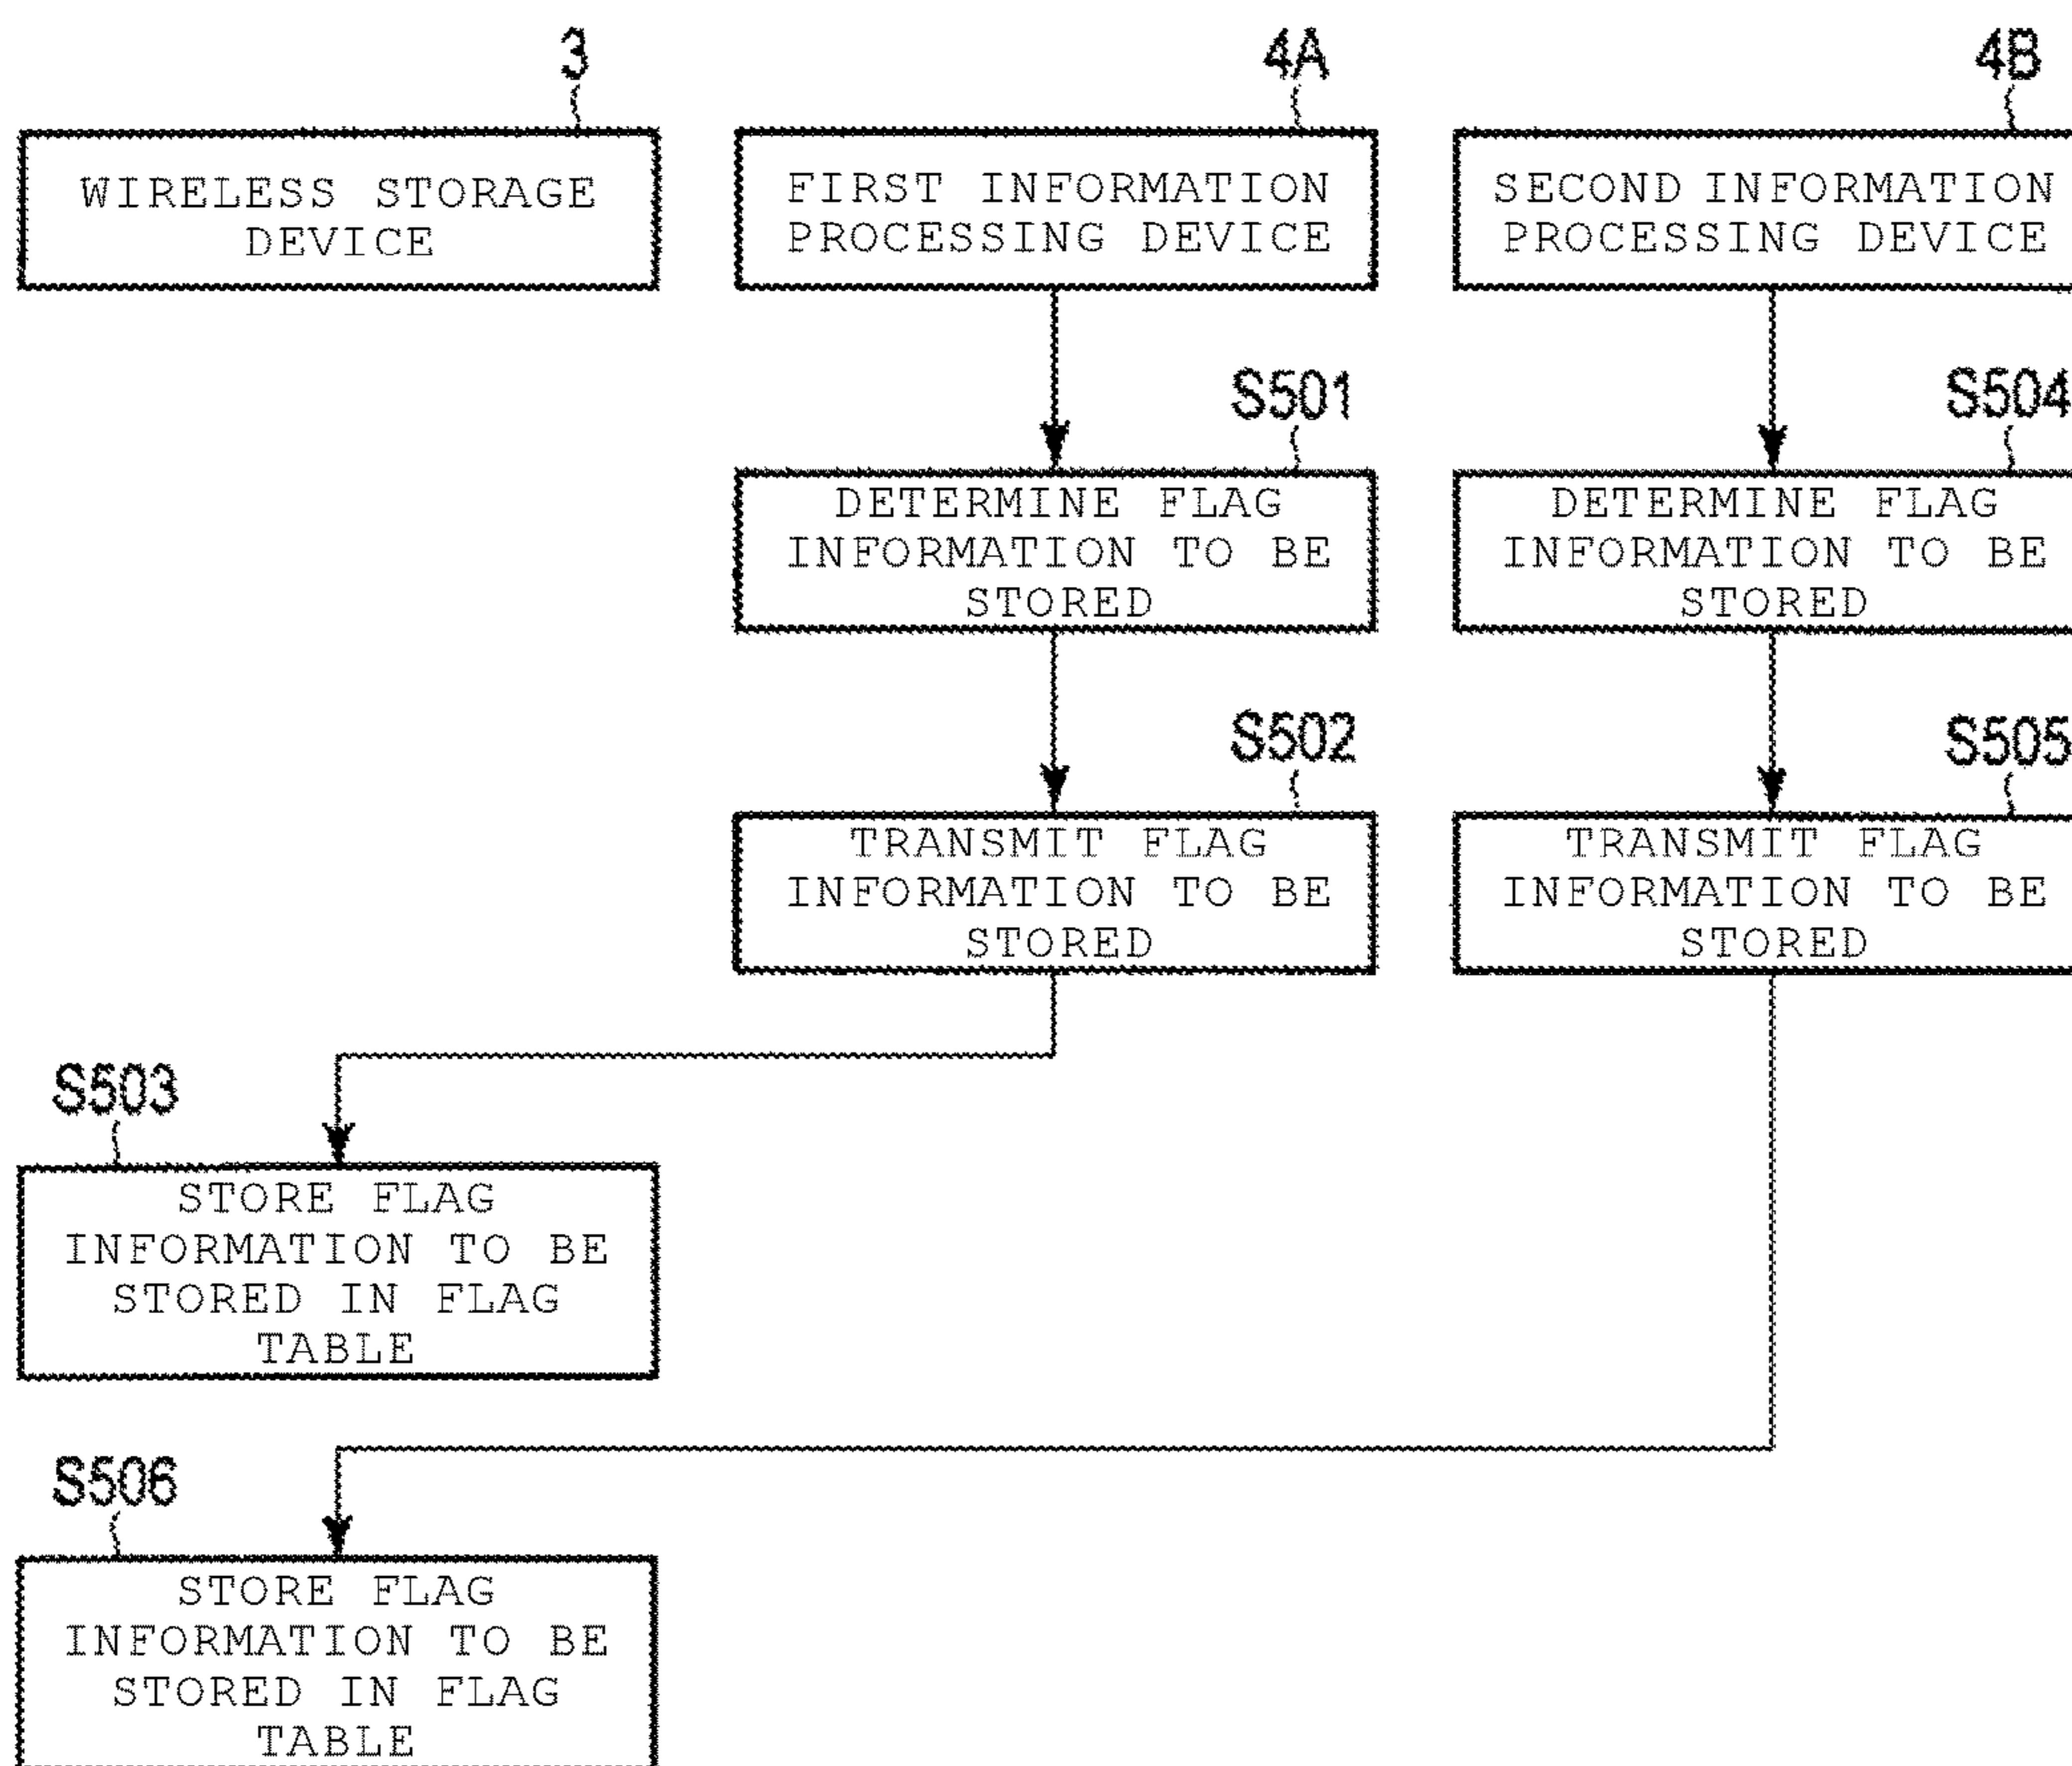 3
4A
4B
WIRELESS STORAGE
DEVICE
FIRST INFORMATION
PROCESSING DEVICE
SECOND INFORMATION
PROCESSING DEVICE
S501
S504
DETERMINE FLAG
INFORMATION TO BE
STORED
DETERMINE FLAG
INFORMATION TO BE
STORED
S502
S505
TRANSMIT FLAG
INFORMATION TO BE
STORED
TRANSMIT FLAG
INFORMATION TO BE
STORED
S503
STORE FLAG
INFORMATION TO BE
STORED IN FLAG
TABLE
S506
STORE FLAG
INFORMATION TO BE
STORED IN FLAG
TABLE